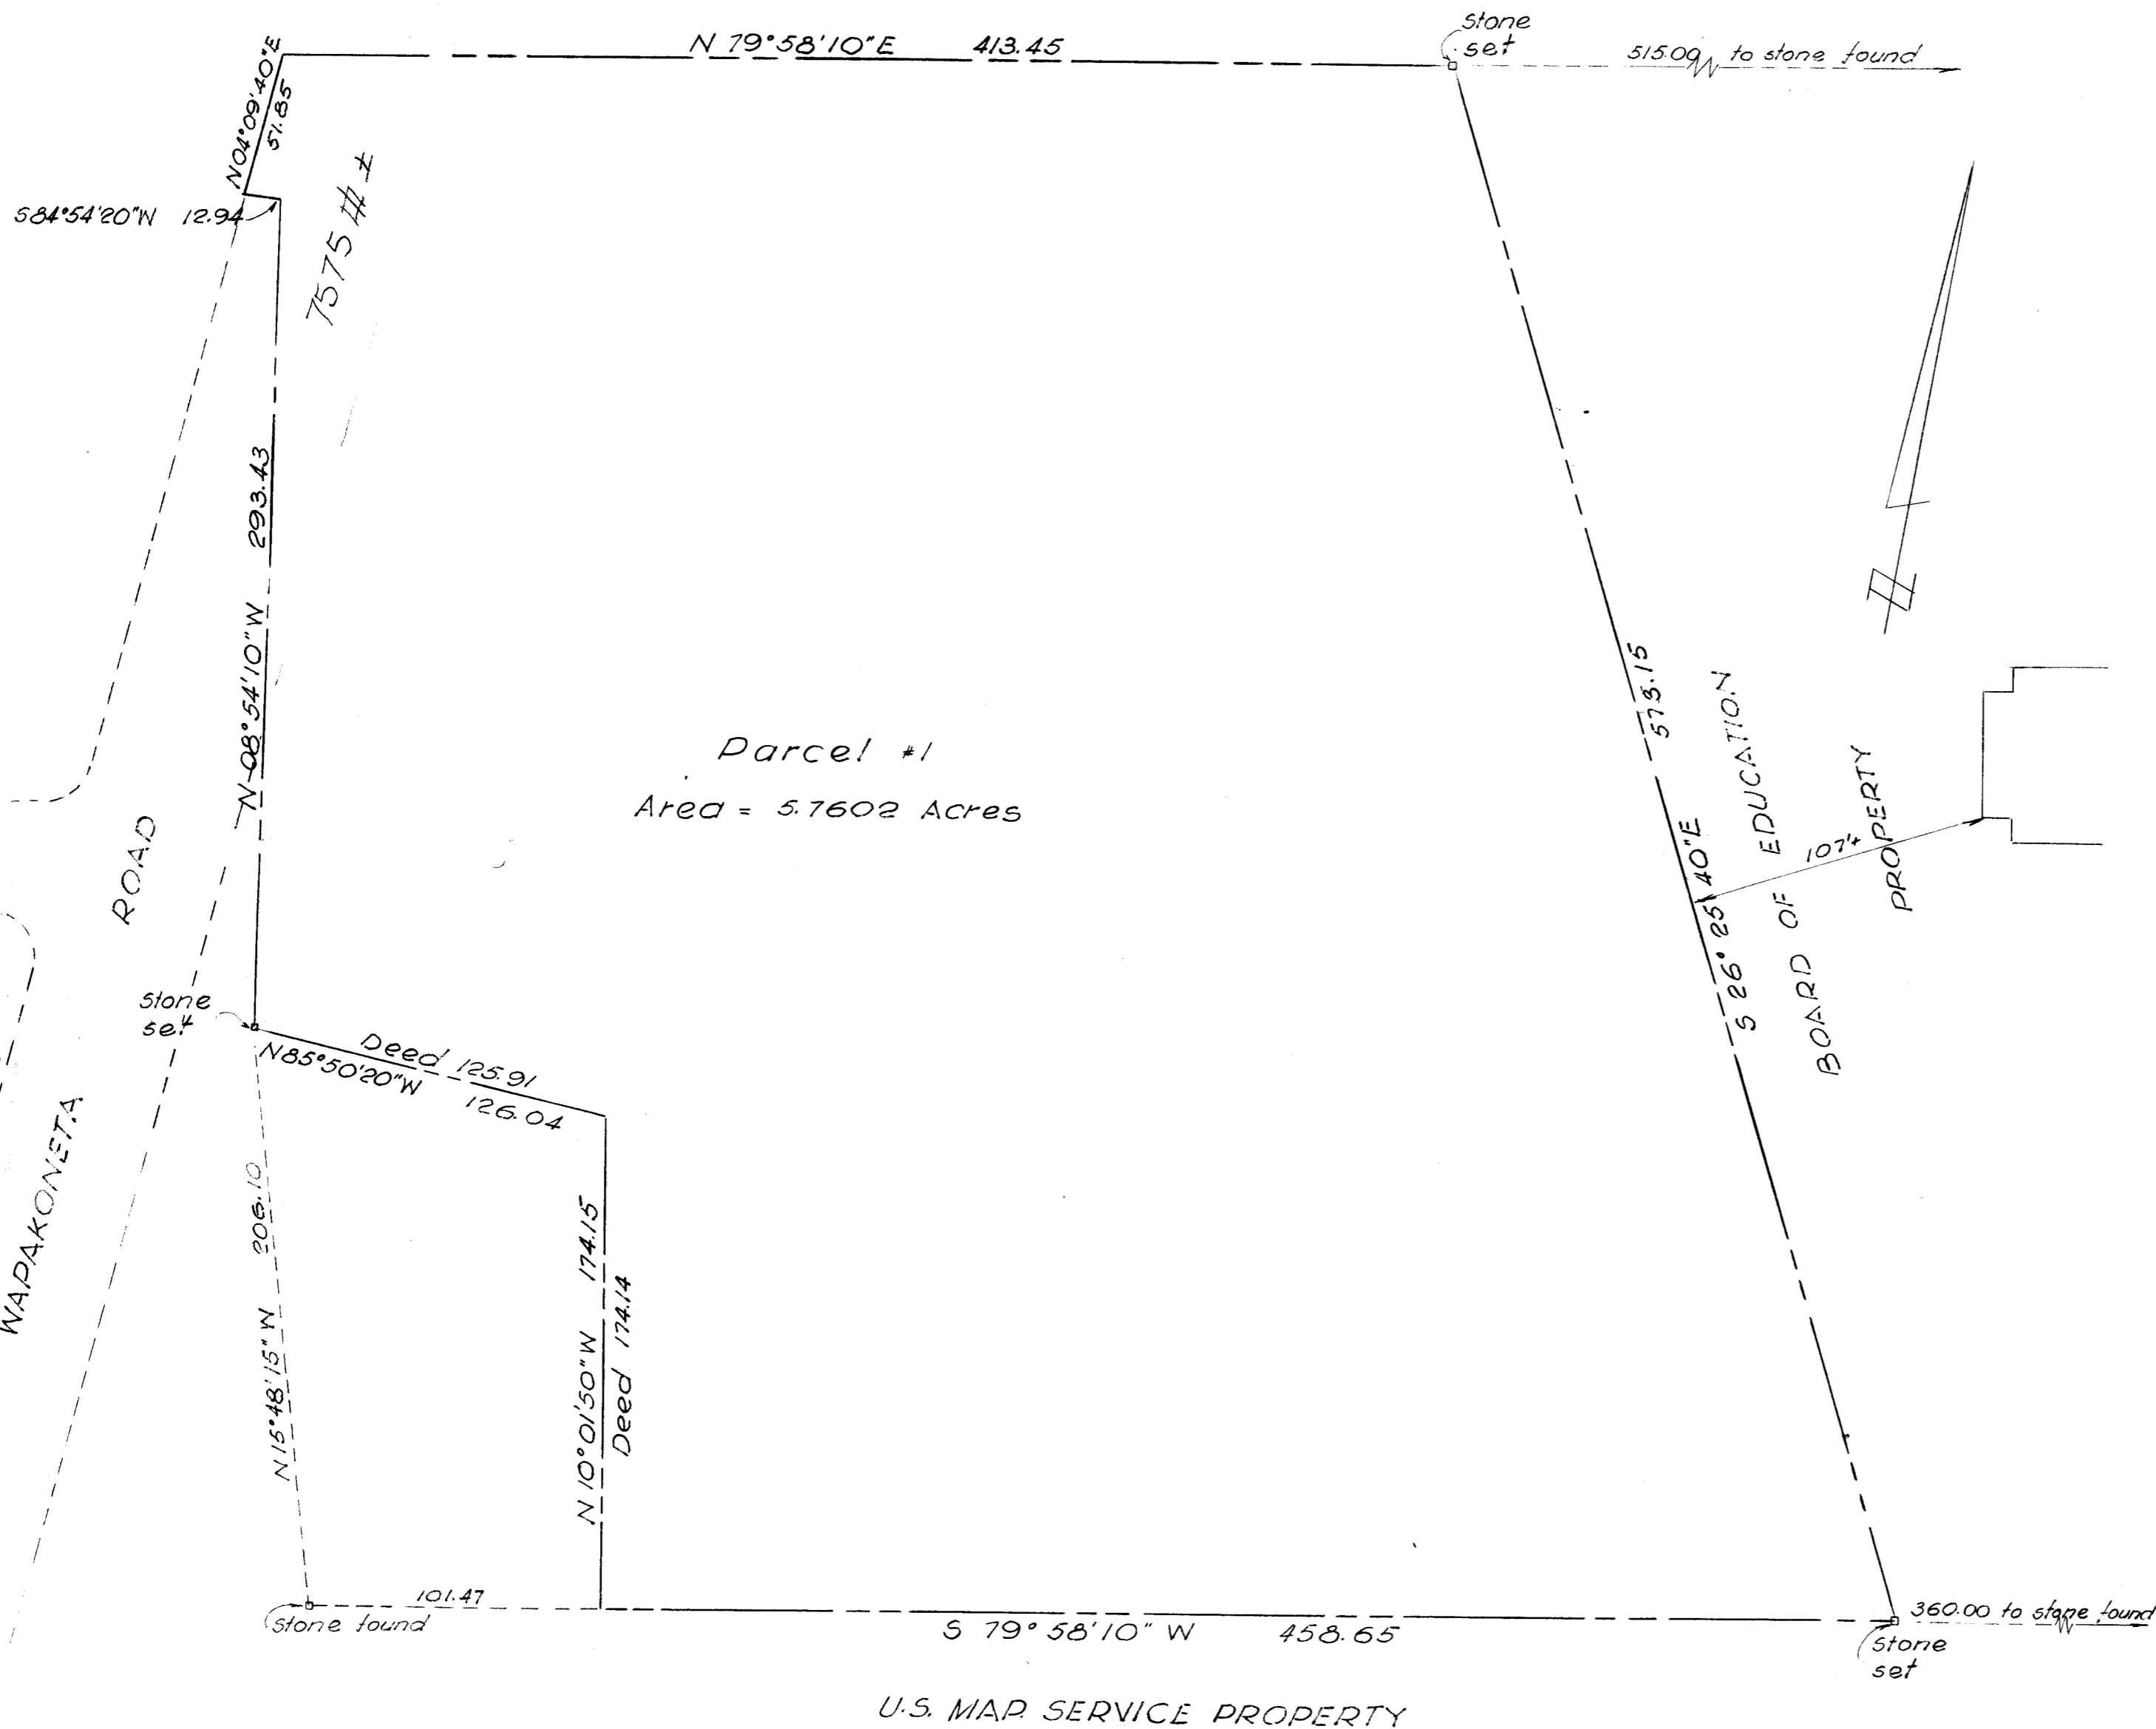 N 79°58'10"E 413.45
stone
set
515.09 to stone found
N04°09'40"E
51.85
S84°54'20"W 12.94
7575 #±
N 08°54'10"W 293.43
Parcel #1
Area = 5.7602 Acres
573.15
S 26° 25' 40"E
BOARD OF EDUCATION
PROPERTY
107'±
WAPAKONETA ROAD
stone
set
Deed 125.91
N85°50'20"W 126.04
N15°48'15"W 206.10
N 10°01'50"W 174.15
Deed 174.14
101.47
stone found
S 79°58'10" W 458.65
360.00 to stone found
stone
set
U.S. MAP SERVICE PROPERTY